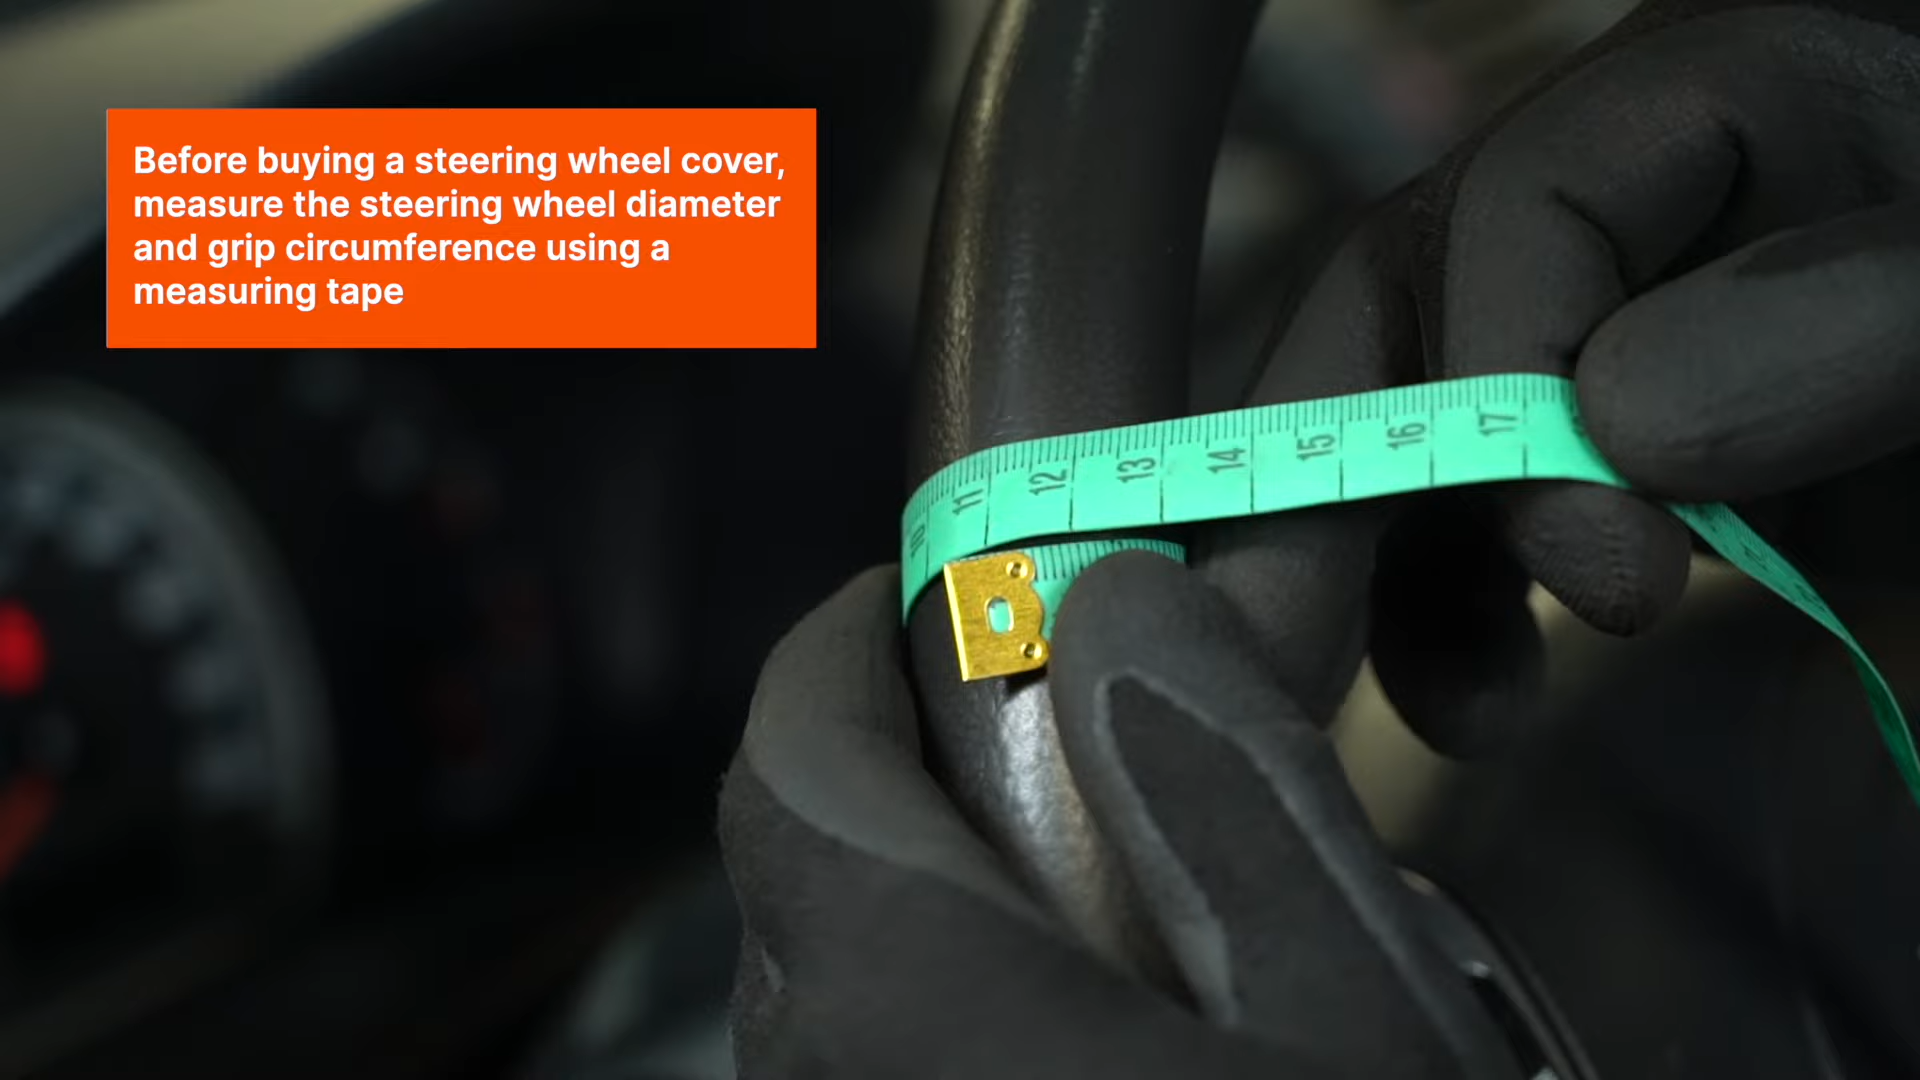 Before buying a steering wheel cover,
measure the steering wheel diameter
and grip circumference using a
measuring tape
10 11 12 13 14 15 16 17